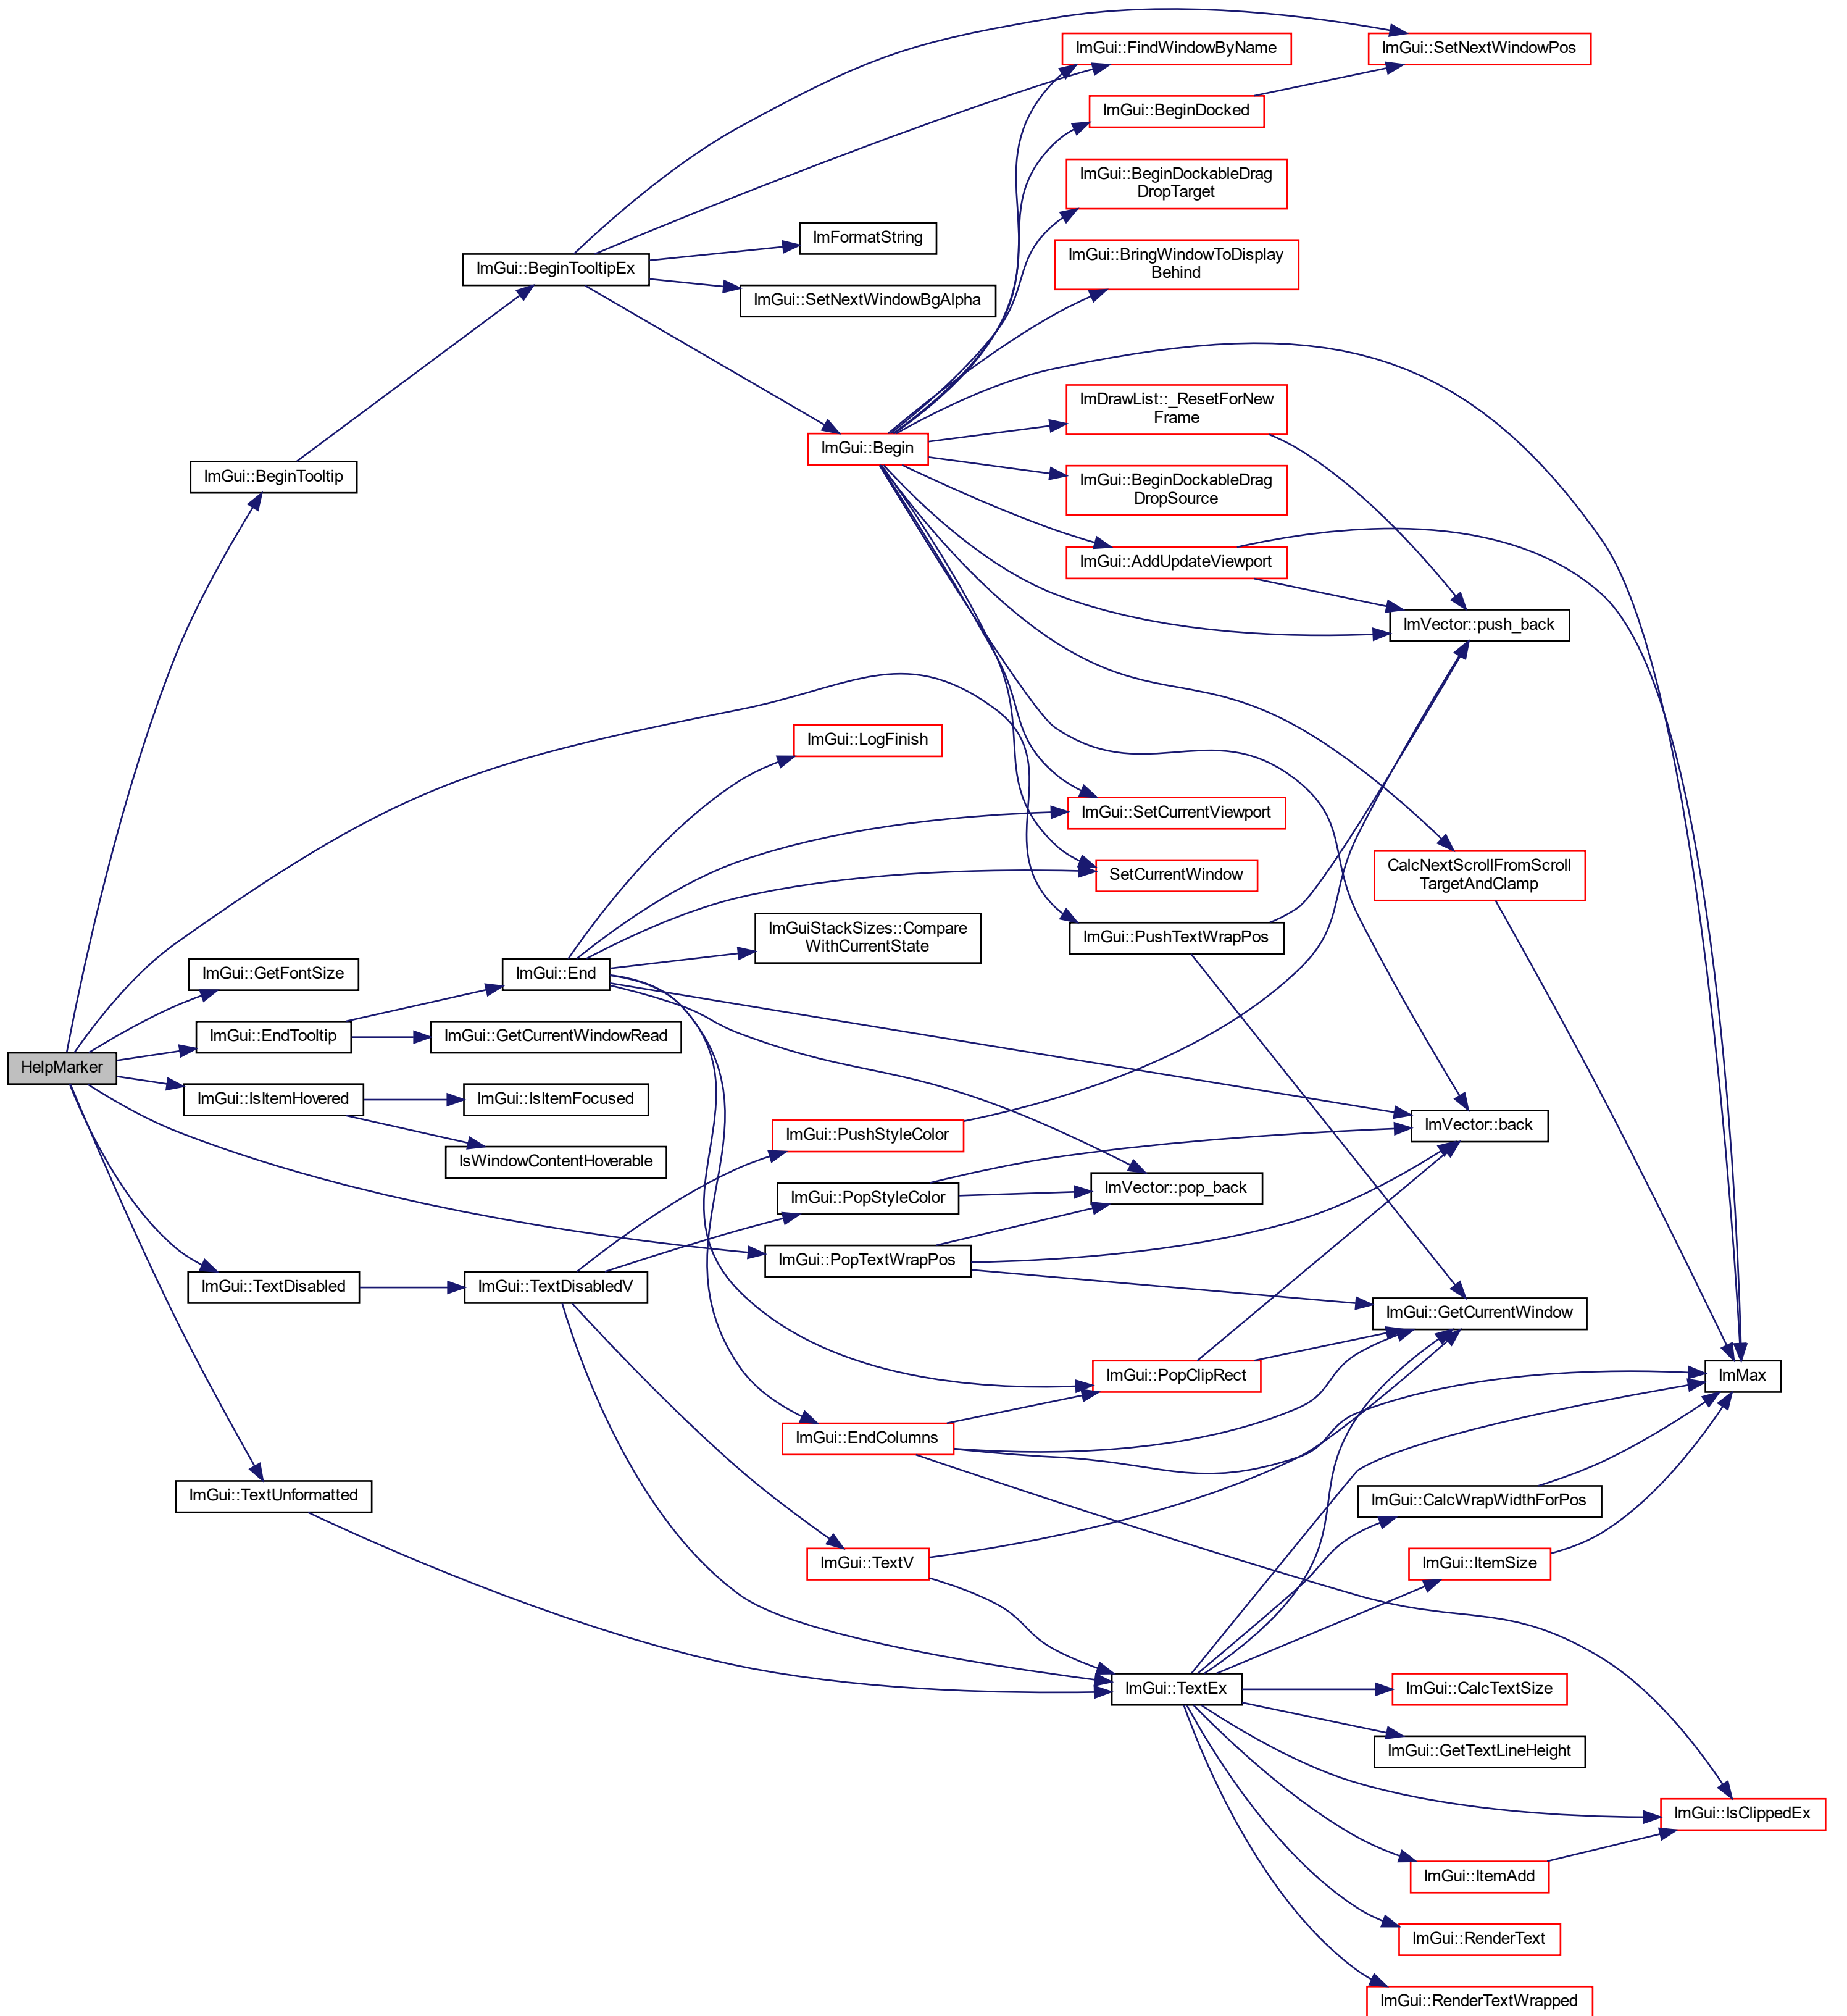 ImGui::FindWindowByName
ImGui::SetNextWindowPos
ImGui::BeginDocked
ImGui::BeginDockableDrag
DropTarget
ImFormatString
ImGui::BringWindowToDisplay
Behind
ImGui::BeginTooltipEx
ImGui::SetNextWindowBgAlpha
ImDrawList::_ResetForNew
Frame
ImGui::Begin
ImGui::BeginTooltip
ImGui::BeginDockableDrag
DropSource
ImGui::AddUpdateViewport
ImVector::push_back
ImGui::LogFinish
ImGui::SetCurrentViewport
CalcNextScrollFromScroll
TargetAndClamp
SetCurrentWindow
ImGuiStackSizes::Compare
WithCurrentState
ImGui::PushTextWrapPos
ImGui::GetFontSize
ImGui::End
ImGui::EndTooltip
ImGui::GetCurrentWindowRead
HelpMarker
ImGui::IsItemHovered
ImGui::IsItemFocused
ImGui::PushStyleColor
ImVector::back
IsWindowContentHoverable
ImGui::PopStyleColor
ImVector::pop_back
ImGui::PopTextWrapPos
ImGui::TextDisabled
ImGui::TextDisabledV
ImGui::GetCurrentWindow
ImGui::PopClipRect
ImMax
ImGui::EndColumns
ImGui::TextUnformatted
ImGui::CalcWrapWidthForPos
ImGui::TextV
ImGui::ItemSize
ImGui::TextEx
ImGui::CalcTextSize
ImGui::GetTextLineHeight
ImGui::IsClippedEx
ImGui::ItemAdd
ImGui::RenderText
ImGui::RenderTextWrapped